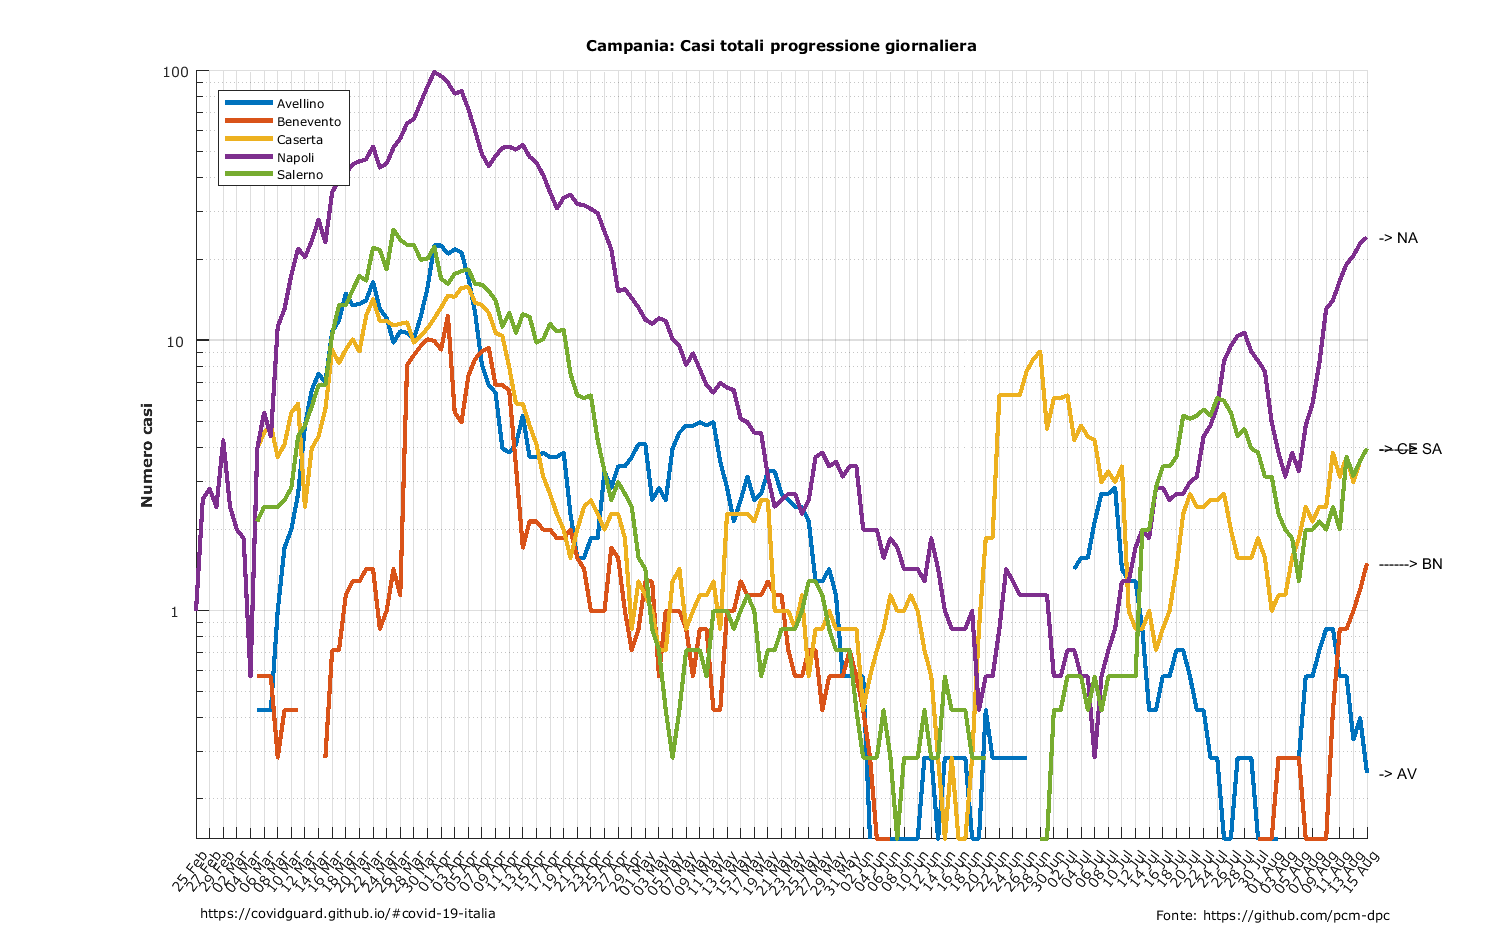 Campania: Casi totali progressione giornaliera
Numero casi
100
10
1
Avellino
Benevento
Caserta
Napoli
Salerno
-> NA
-> CE
-----> SA
------> BN
-> AV
25 Feb
27 Feb
29 Feb
02 Mar
04 Mar
06 Mar
08 Mar
10 Mar
12 Mar
14 Mar
16 Mar
18 Mar
20 Mar
22 Mar
24 Mar
26 Mar
28 Mar
30 Mar
01 Apr
03 Apr
05 Apr
07 Apr
09 Apr
11 Apr
13 Apr
15 Apr
17 Apr
19 Apr
21 Apr
23 Apr
25 Apr
27 Apr
29 Apr
01 May
03 May
05 May
07 May
09 May
11 May
13 May
15 May
17 May
19 May
21 May
23 May
25 May
27 May
29 May
31 May
02 Jun
04 Jun
06 Jun
08 Jun
10 Jun
12 Jun
14 Jun
16 Jun
18 Jun
20 Jun
22 Jun
24 Jun
26 Jun
28 Jun
30 Jun
02 Jul
04 Jul
06 Jul
08 Jul
10 Jul
12 Jul
14 Jul
16 Jul
18 Jul
20 Jul
22 Jul
24 Jul
26 Jul
28 Jul
30 Jul
01 Aug
03 Aug
05 Aug
07 Aug
09 Aug
11 Aug
13 Aug
15 Aug
https://covidguard.github.io/#covid-19-italia
Fonte: https://github.com/pcm-dpc